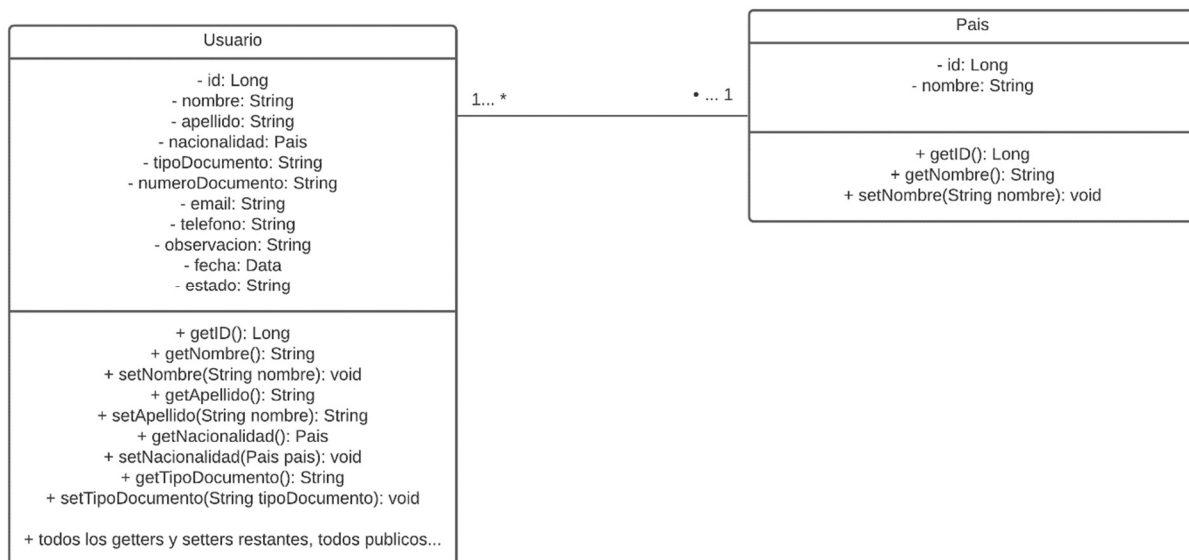 Usuario
- id: Long
- nombre: String
- apellido: String
- nacionalidad: Pais
- tipoDocumento: String
- numeroDocumento: String
- email: String
- telefono: String
- observacion: String
- fecha: Data
- estado: String
+ getID(): Long
+ getNombre(): String
+ setNombre(String nombre): void
+ getApellido(): String
+ setApellido(String nombre): String
+ getNacionalidad(): Pais
+ setNacionalidad(Pais pais): void
+ getTipoDocumento(): String
+ setTipoDocumento(String tipoDocumento): void
+ todos los getters y setters restantes, todos publicos...
1... *
• ... 1
Pais
- id: Long
- nombre: String
+ getID(): Long
+ getNombre(): String
+ setNombre(String nombre): void